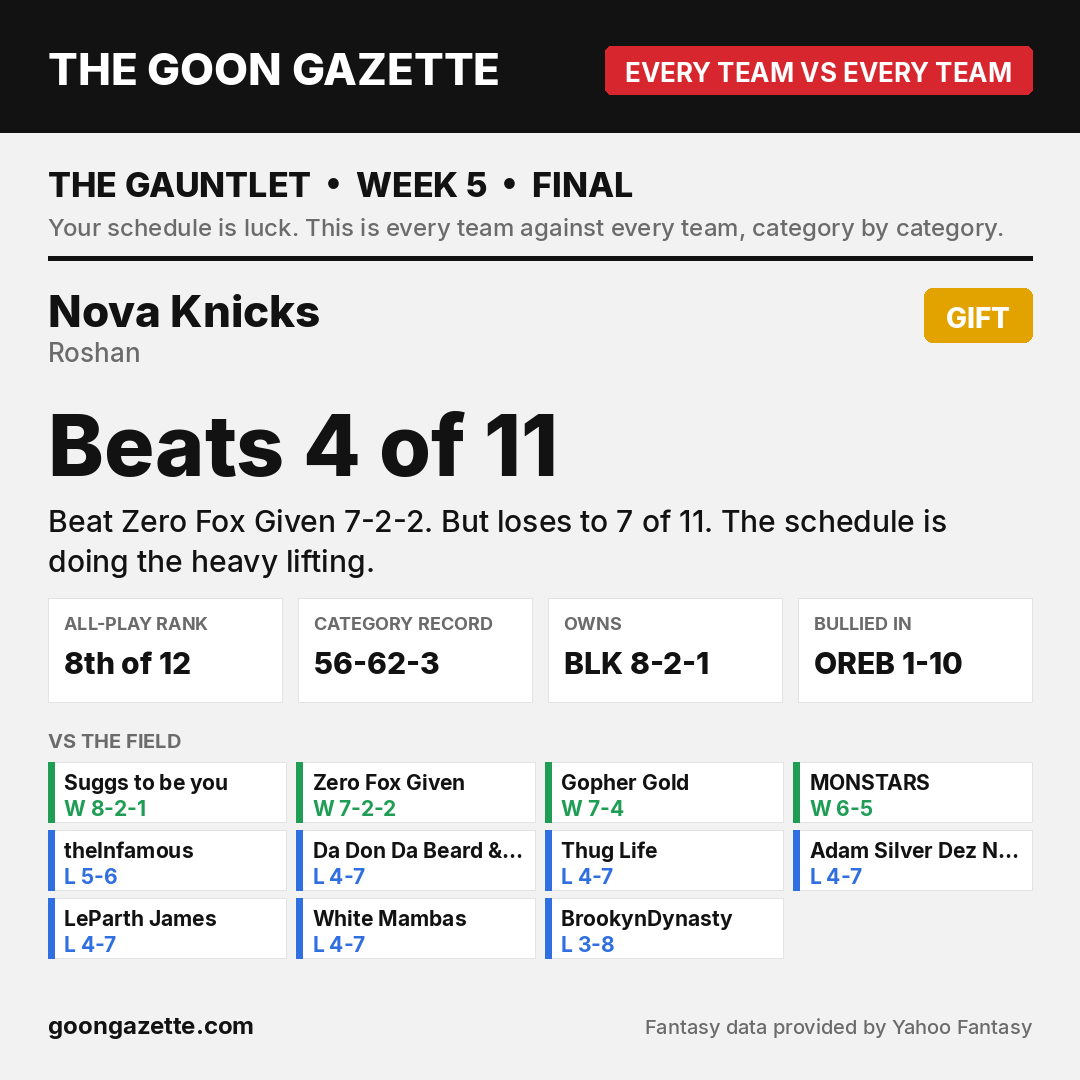 THE GOON GAZETTE
EVERY TEAM VS EVERY TEAM
THE GAUNTLET • WEEK 5 • FINAL
Your schedule is luck. This is every team against every team, category by category.
Nova Knicks
GIFT
Roshan
Beats 4 of 11
Beat Zero Fox Given 7-2-2. But loses to 7 of 11. The schedule is
doing the heavy lifting.
ALL-PLAY RANK
8th of 12
CATEGORY RECORD
56-62-3
OWNS
BLK 8-2-1
BULLIED IN
OREB 1-10
VS THE FIELD
Suggs to be you
W 8-2-1
Zero Fox Given
W 7-2-2
Gopher Gold
W 7-4
MONSTARS
W 6-5
theInfamous
L 5-6
Da Don Da Beard &...
L 4-7
Thug Life
L 4-7
Adam Silver Dez N...
L 4-7
LeParth James
L 4-7
White Mambas
L 4-7
BrookynDynasty
L 3-8
goongazette.com
Fantasy data provided by Yahoo Fantasy